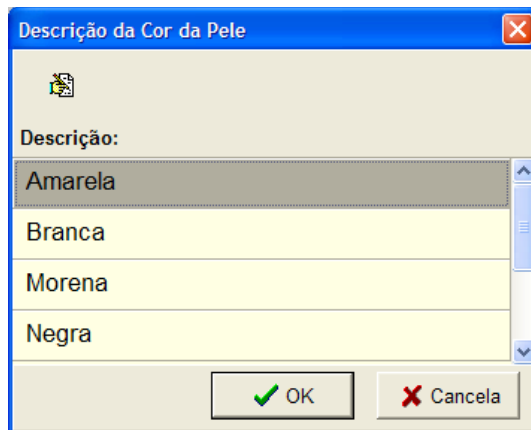 Descrição da Cor da Pele
Descrição:
Amarela
Branca
Morena
Negra
OK
Cancela